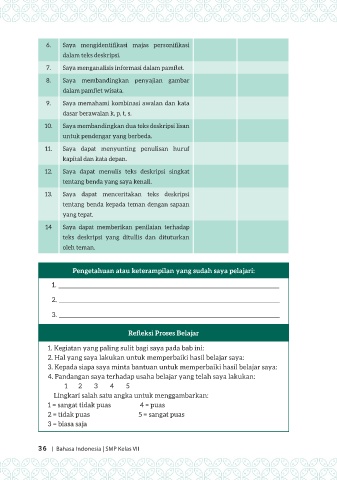 6. Saya mengidentifikasi majas personifikasi
dalam teks deskripsi.
7. Saya menganalisis informasi dalam pamflet.
8. Saya membandingkan penyajian gambar
dalam pamflet wisata.
9. Saya memahami kombinasi awalan dan kata
dasar berawalan k, p, t, s.
10. Saya membandingkan dua teks deskripsi lisan
untuk pendengar yang berbeda.
11. Saya dapat menyunting penulisan huruf
kapital dan kata depan.
12. Saya dapat menulis teks deskripsi singkat
tentang benda yang saya kenali.
13. Saya dapat menceritakan teks deskripsi
tentang benda kepada teman dengan sapaan
yang tepat.
14 Saya dapat memberikan penilaian terhadap
teks deskripsi yang ditulis dan dituturkan
oleh teman.
Pengetahuan atau keterampilan yang sudah saya pelajari:
1.
2.
3.
Refleksi Proses Belajar
1. Kegiatan yang paling sulit bagi saya pada bab ini:
2. Hal yang saya lakukan untuk memperbaiki hasil belajar saya:
3. Kepada siapa saya minta bantuan untuk memperbaiki hasil belajar saya:
4. Pandangan saya terhadap usaha belajar yang telah saya lakukan:
1 2 3 4 5
Lingkari salah satu angka untuk menggambarkan:
1 = sangat tidak puas 4 = puas
2 = tidak puas 5 = sangat puas
3 = biasa saja
36 | Bahasa Indonesia | SMP Kelas VII